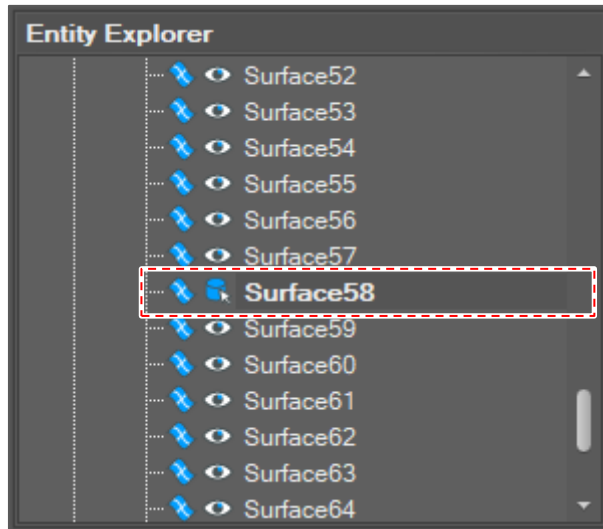 Entity Explorer
Surface52
Surface53
Surface54
Surface55
Surface56
Surface57
Surface58
Surface59
Surface60
Surface61
Surface62
Surface63
Surface64